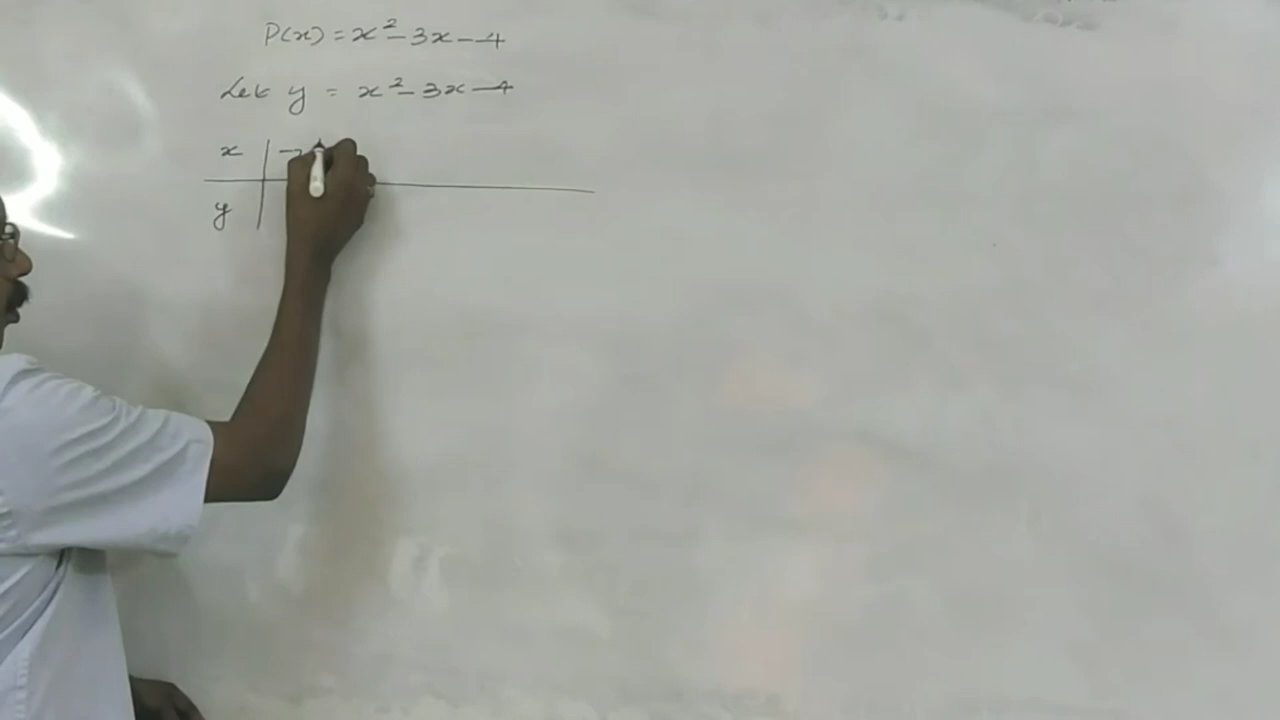 P(x) = x² - 3x - 4
Let y = x² - 3x - 4
x | -
y |